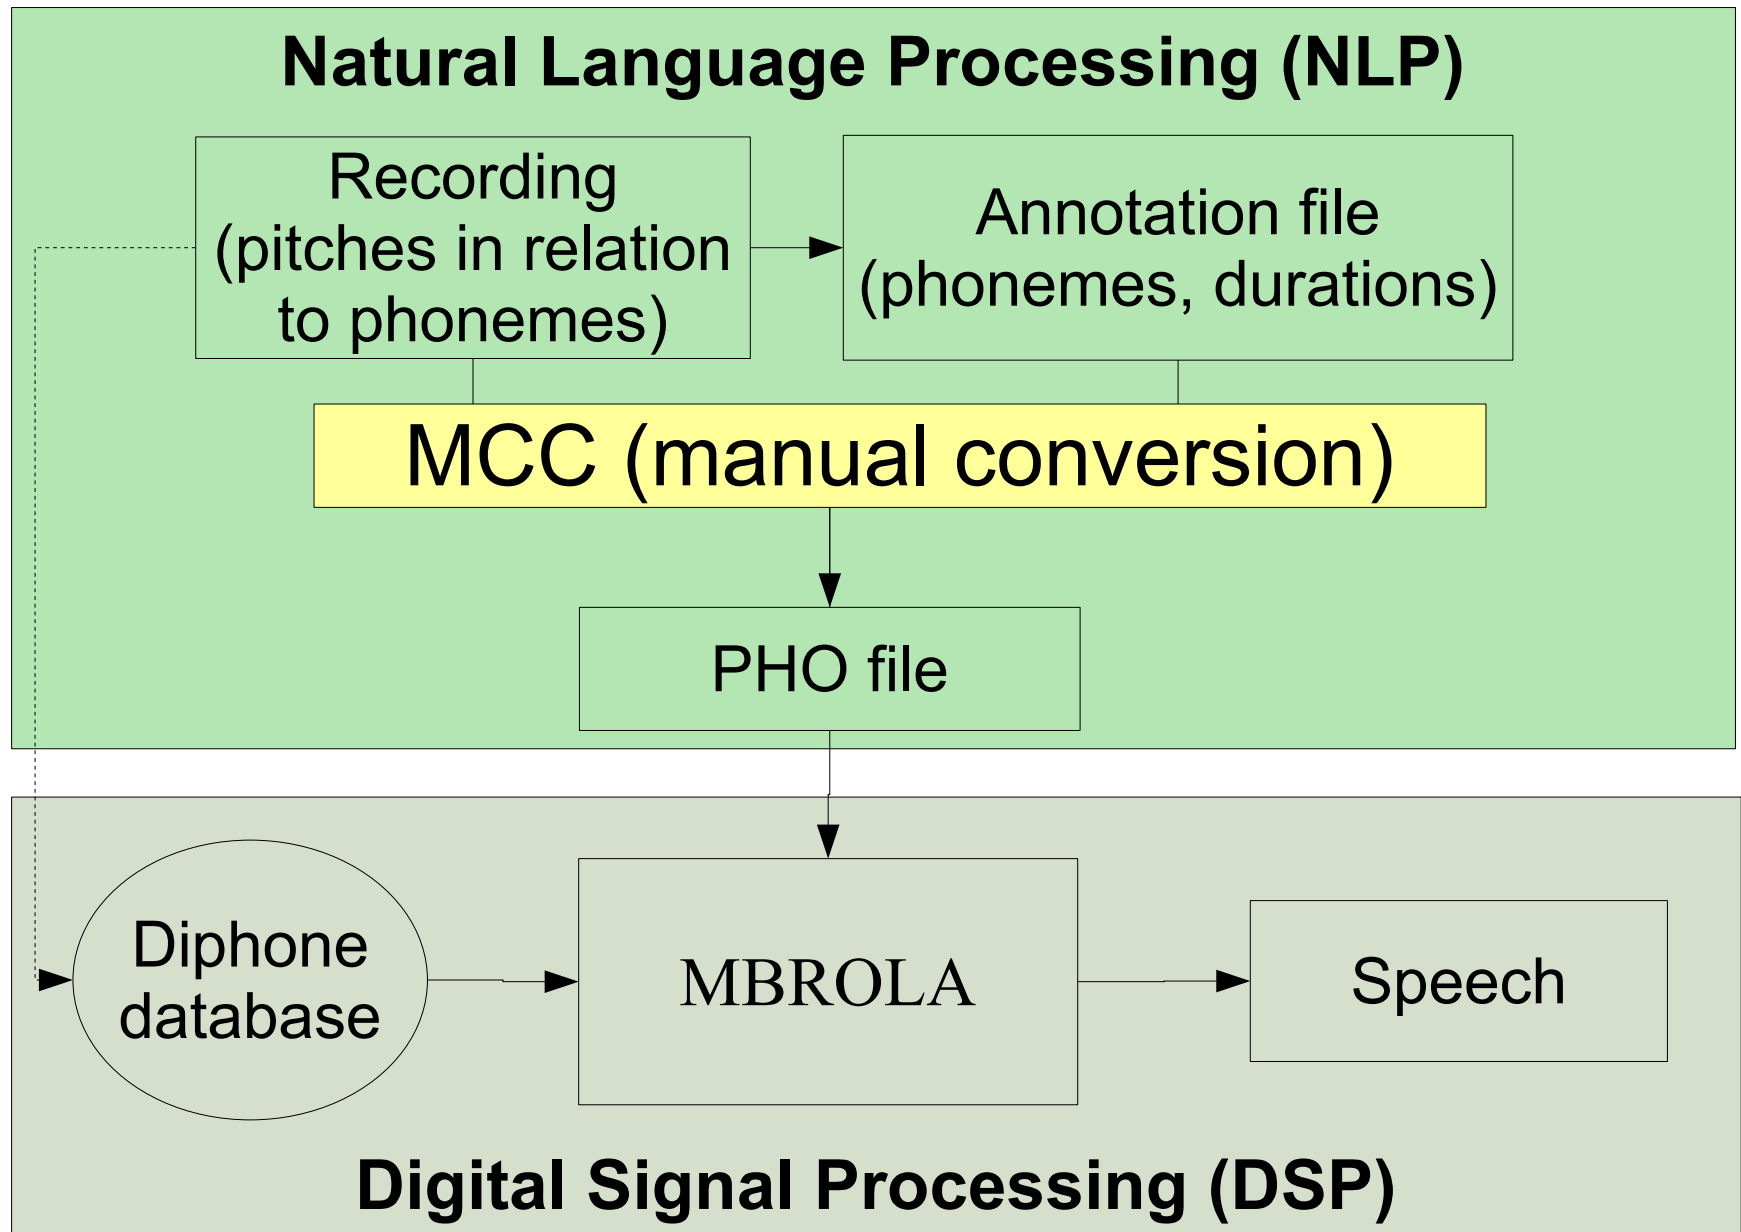 Natural Language Processing (NLP)
Recording
(pitches in relation
to phonemes)
Annotation file
(phonemes, durations)
MCC (manual conversion)
PHO file
Diphone
database
MBROLA
Speech
Digital Signal Processing (DSP)